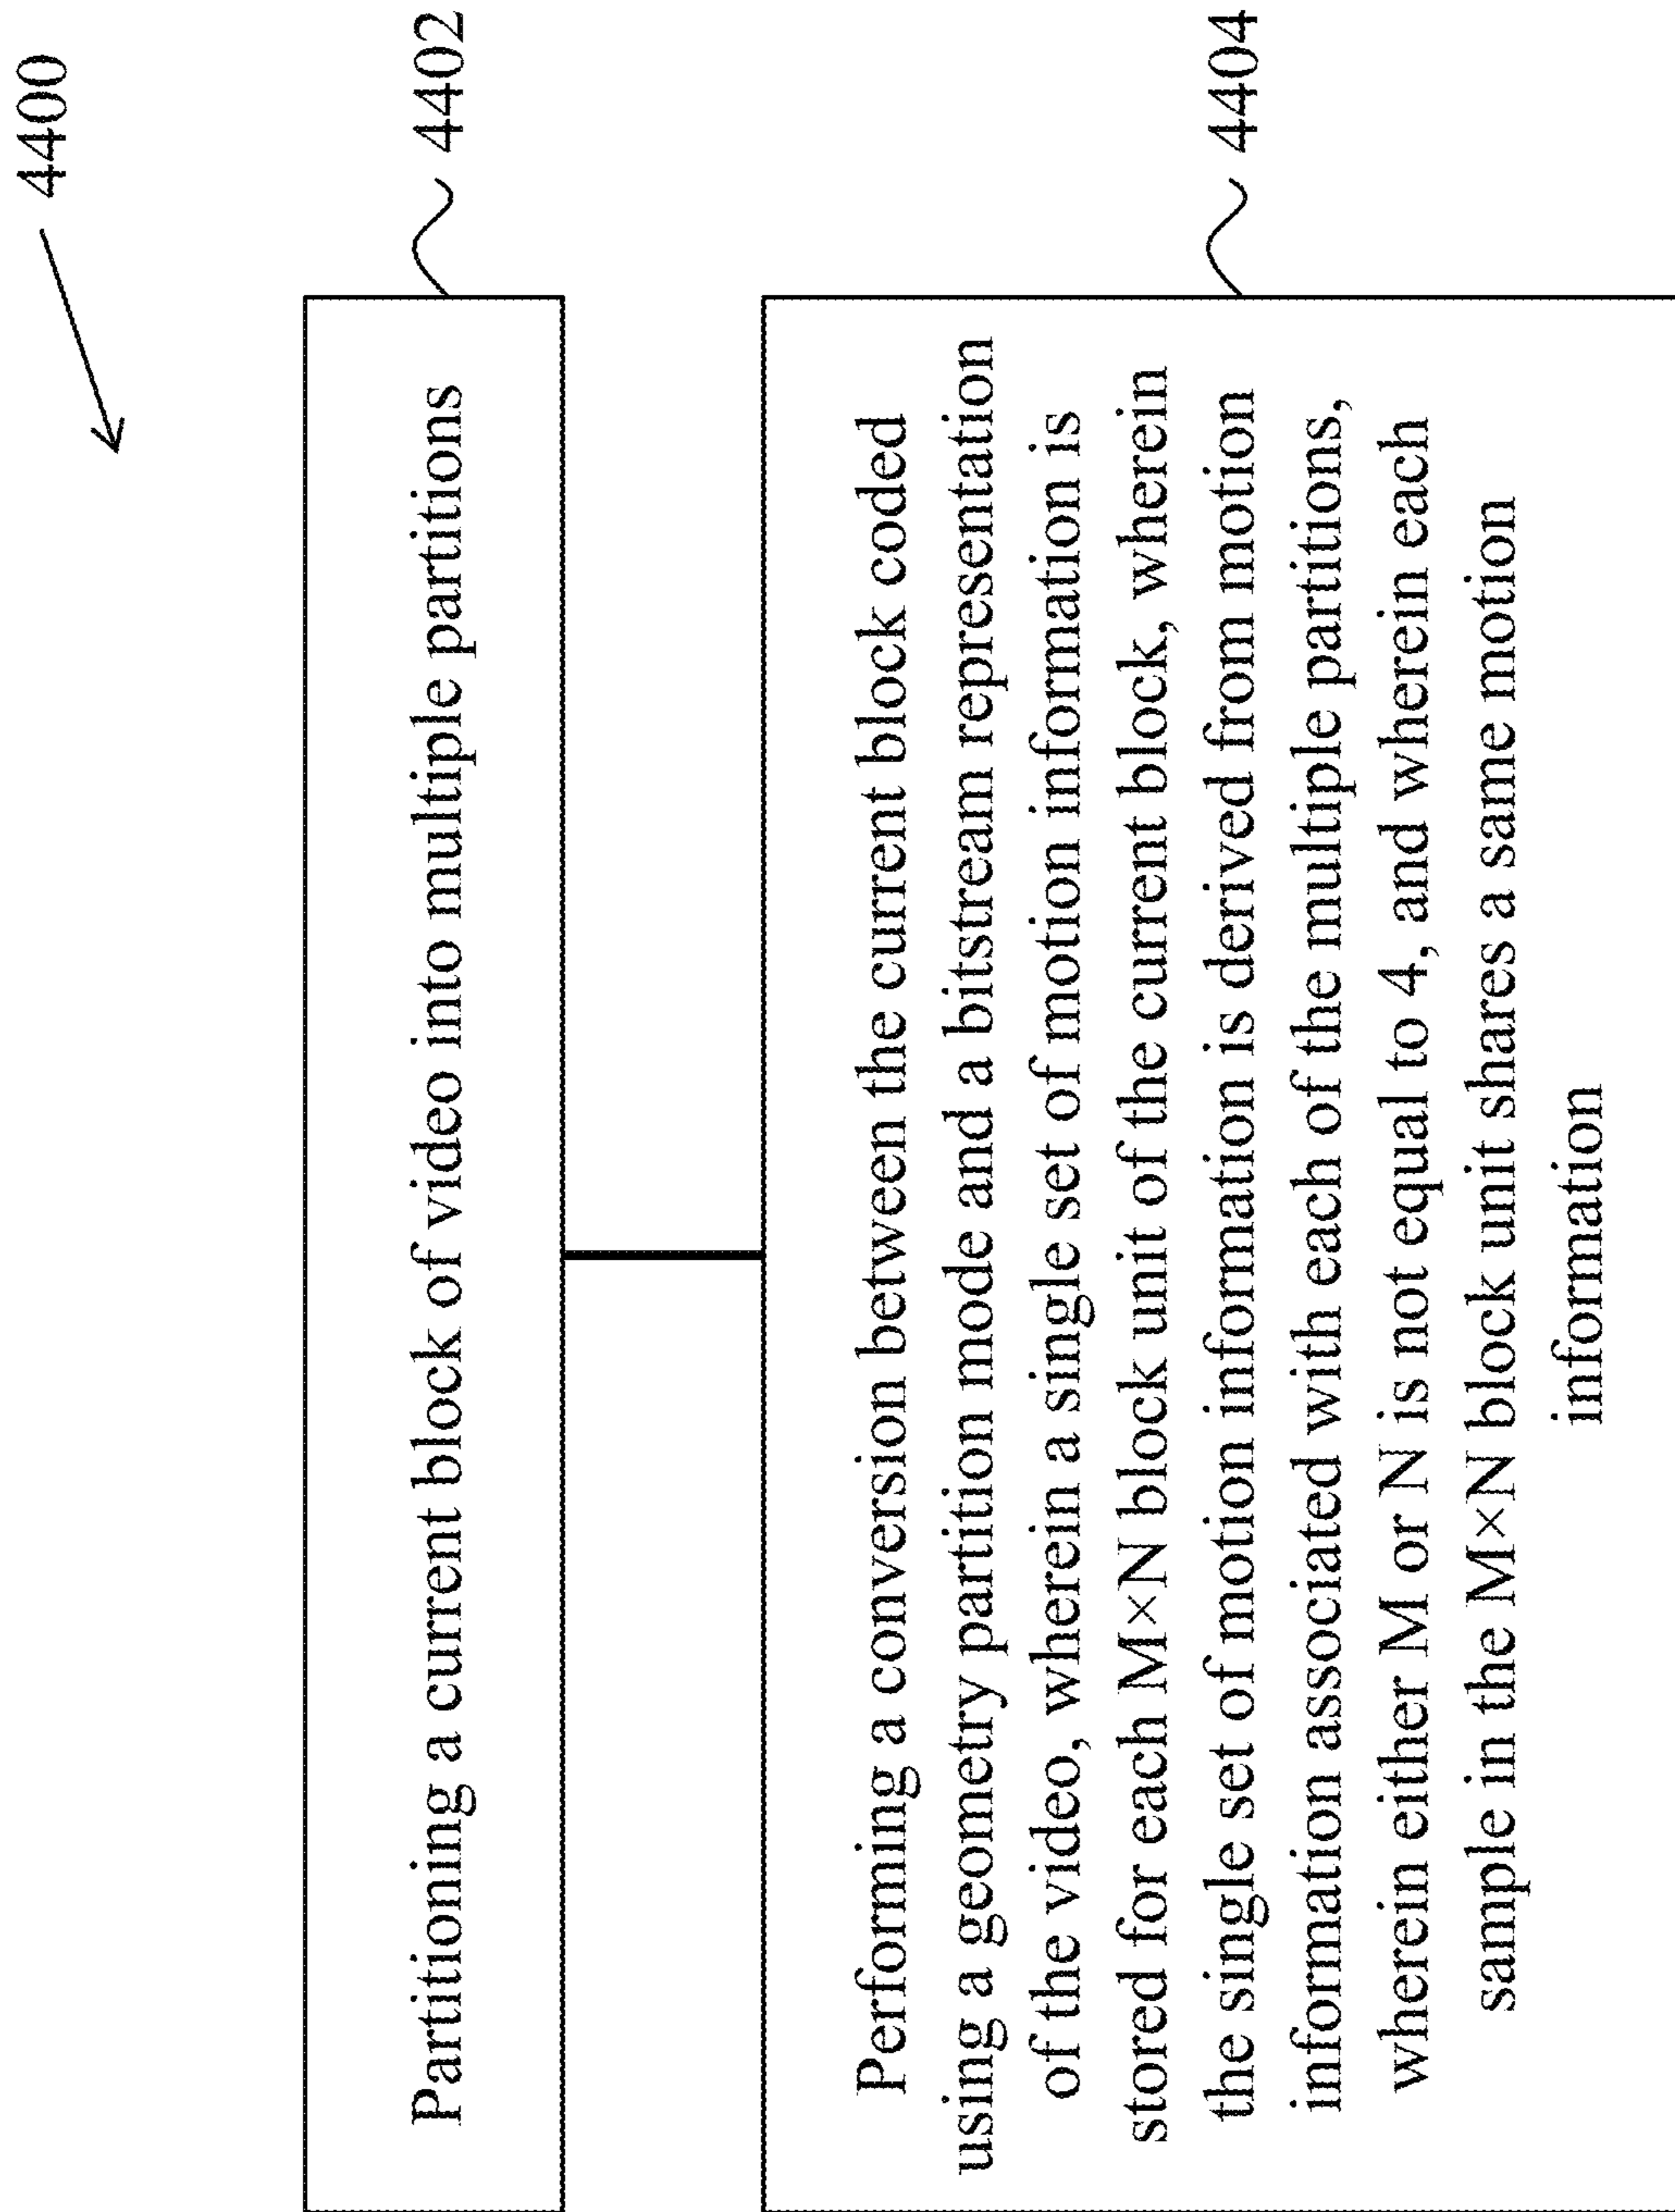 4400
Partitioning a current block of video into multiple partitions
4402
Performing a conversion between the current block coded
using a geometry partition mode and a bitstream representation
of the video, wherein a single set of motion information is
stored for each M×N block unit of the current block, wherein
the single set of motion information is derived from motion
information associated with each of the multiple partitions,
wherein either M or N is not equal to 4, and wherein each
sample in the M×N block unit shares a same motion
information
4404